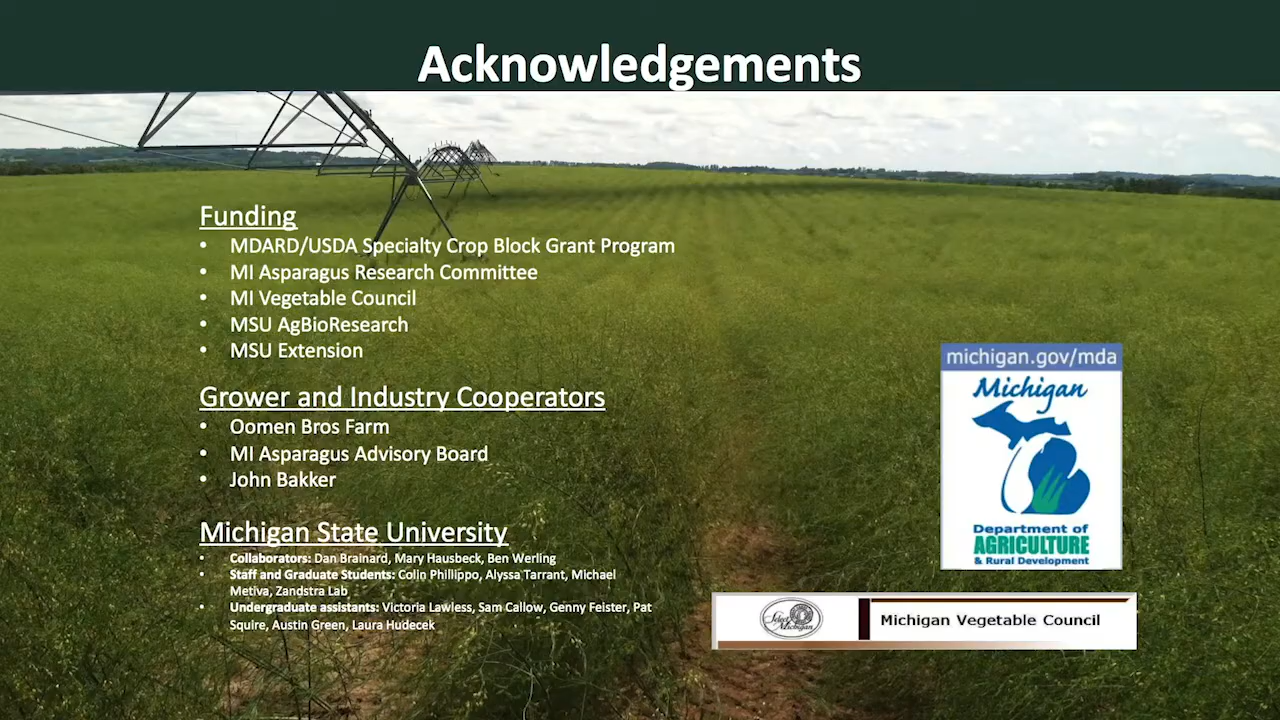 Acknowledgements
Funding
• MDARD/USDA Specialty Crop Block Grant Program
• MI Asparagus Research Committee
• MI Vegetable Council
• MSU AgBioResearch
• MSU Extension
Grower and Industry Cooperators
• Oomen Bros Farm
• MI Asparagus Advisory Board
• John Bakker
Michigan State University
• Collaborators: Dan Brainard, Mary Hausbeck, Ben Werling
• Staff and Graduate Students: Colin Phillippo, Alyssa Tarrant, Michael
Metiva, Zandstra Lab
• Undergraduate assistants: Victoria Lawless, Sam Callow, Genny Feister, Pat
Squire, Austin Green, Laura Hudecek
michigan.gov/mda
Michigan
Department of
AGRICULTURE
& Rural Development
Select
Michigan
Michigan Vegetable Council